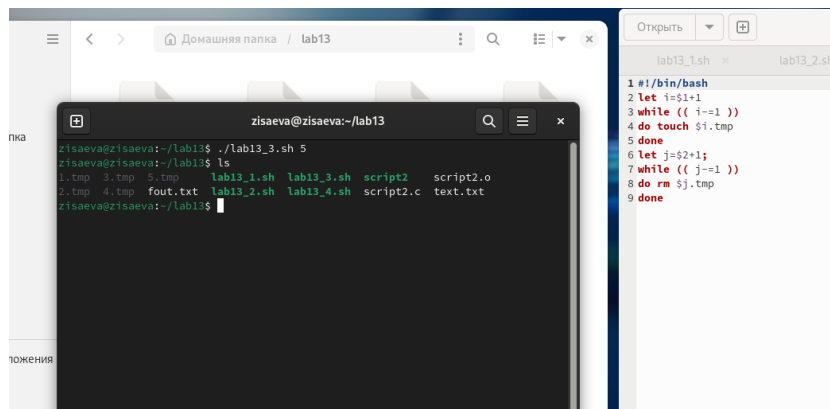 Домашняя папка / lab13
пка
ложения
zisaeva@zisaeva:~/lab13
zisaeva@zisaeva:~/lab13$ ./lab13_3.sh 5
zisaeva@zisaeva:~/lab13$ ls
1.tmp 3.tmp 5.tmp lab13_1.sh lab13_3.sh script2 script2.o
2.tmp 4.tmp fout.txt lab13_2.sh lab13_4.sh script2.c text.txt
zisaeva@zisaeva:~/lab13$
Открыть
lab13_1.sh × lab13_2.sh
1 #!/bin/bash
2 let i=$1+1
3 while (( i-=1 ))
4 do touch $i.tmp
5 done
6 let j=$2+1;
7 while (( j-=1 ))
8 do rm $j.tmp
9 done